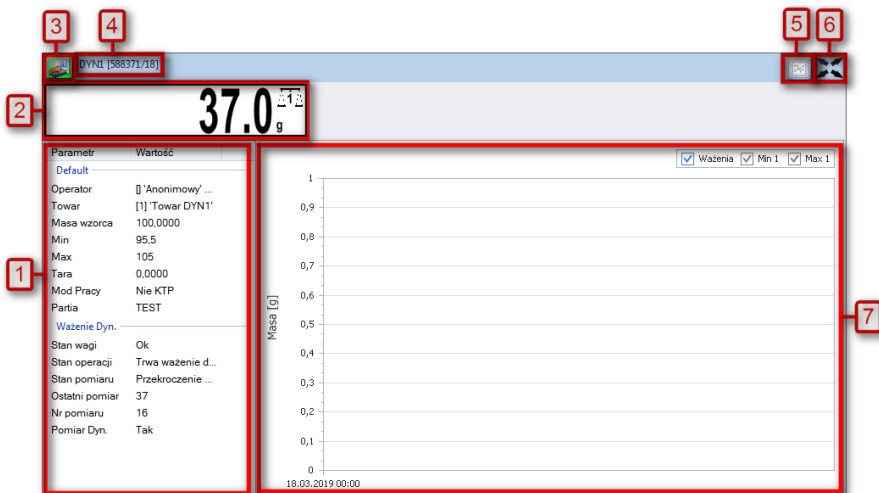 3 4 5 6
DYN1 [588371/18]
2
37.0 g
1
Parametr Wartość
Default
Operator [] 'Anonimowy' ...
Towar [1] 'Towar DYN1'
Masa wzorca 100,0000
Min 95,5
Max 105
Tara 0,0000
Mod Pracy Nie KTP
Partia TEST
Ważenie Dyn.
Stan wagi Ok
Stan operacji Trwa ważenie d...
Stan pomiaru Przekroczenie ...
Ostatni pomiar 37
Nr pomiaru 16
Pomiar Dyn. Tak
1
Ważenia Min 1 Max 1
Masa [g]
1
0,9
0,8
0,7
0,6
0,5
0,4
0,3
0,2
0,1
0
18.03.2019 00:00
7